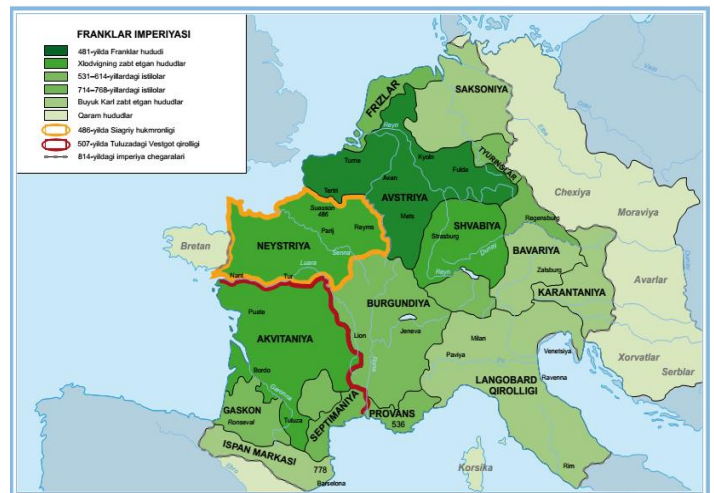 FRANKLAR IMPERIYASI
481-yilda Franklar hududi
Xlodvigning zabt etgan hududlar
531–614-yillardagi istilolar
714–768-yillardagi istilolar
Buyuk Karl zabt etgan hududlar
Qaram hududlar
486-yilda Siagriy hukmronligi
507-yilda Tuluzadagi Vestgot qirolligi
814-yildagi imperiya chegaralari
FRIZLAR
SAKSONIYA
Reyn
Turne
Kyoln
Axen
Fulda
TYURINGLAR
AVSTRIYA
Suasson
486
Parij
Reyms
Mets
Chexiya
Moraviya
SHVABIYA
Strasburg
Regensburg
Dunay
Bretan
NEYSTRIYA
Senna
Luara
Nant
Tur
BAVARIYA
Zalsburg
Reyn
KARANTANIYA
Avarlar
BURGUNDIYA
Puate
Jeneva
Lion
AKVITANIYA
Milan
Paviya
Venetsiya
Ravenna
Xorvatlar
Serblar
Bordo
Garonna
LANGOBARD
QIROLLIGI
GASKON
Ronseval
Tuluza
SEPTIMANIYA
PROVANS
536
ISPAN MARKASI
778
Barselona
Korsika
Rim